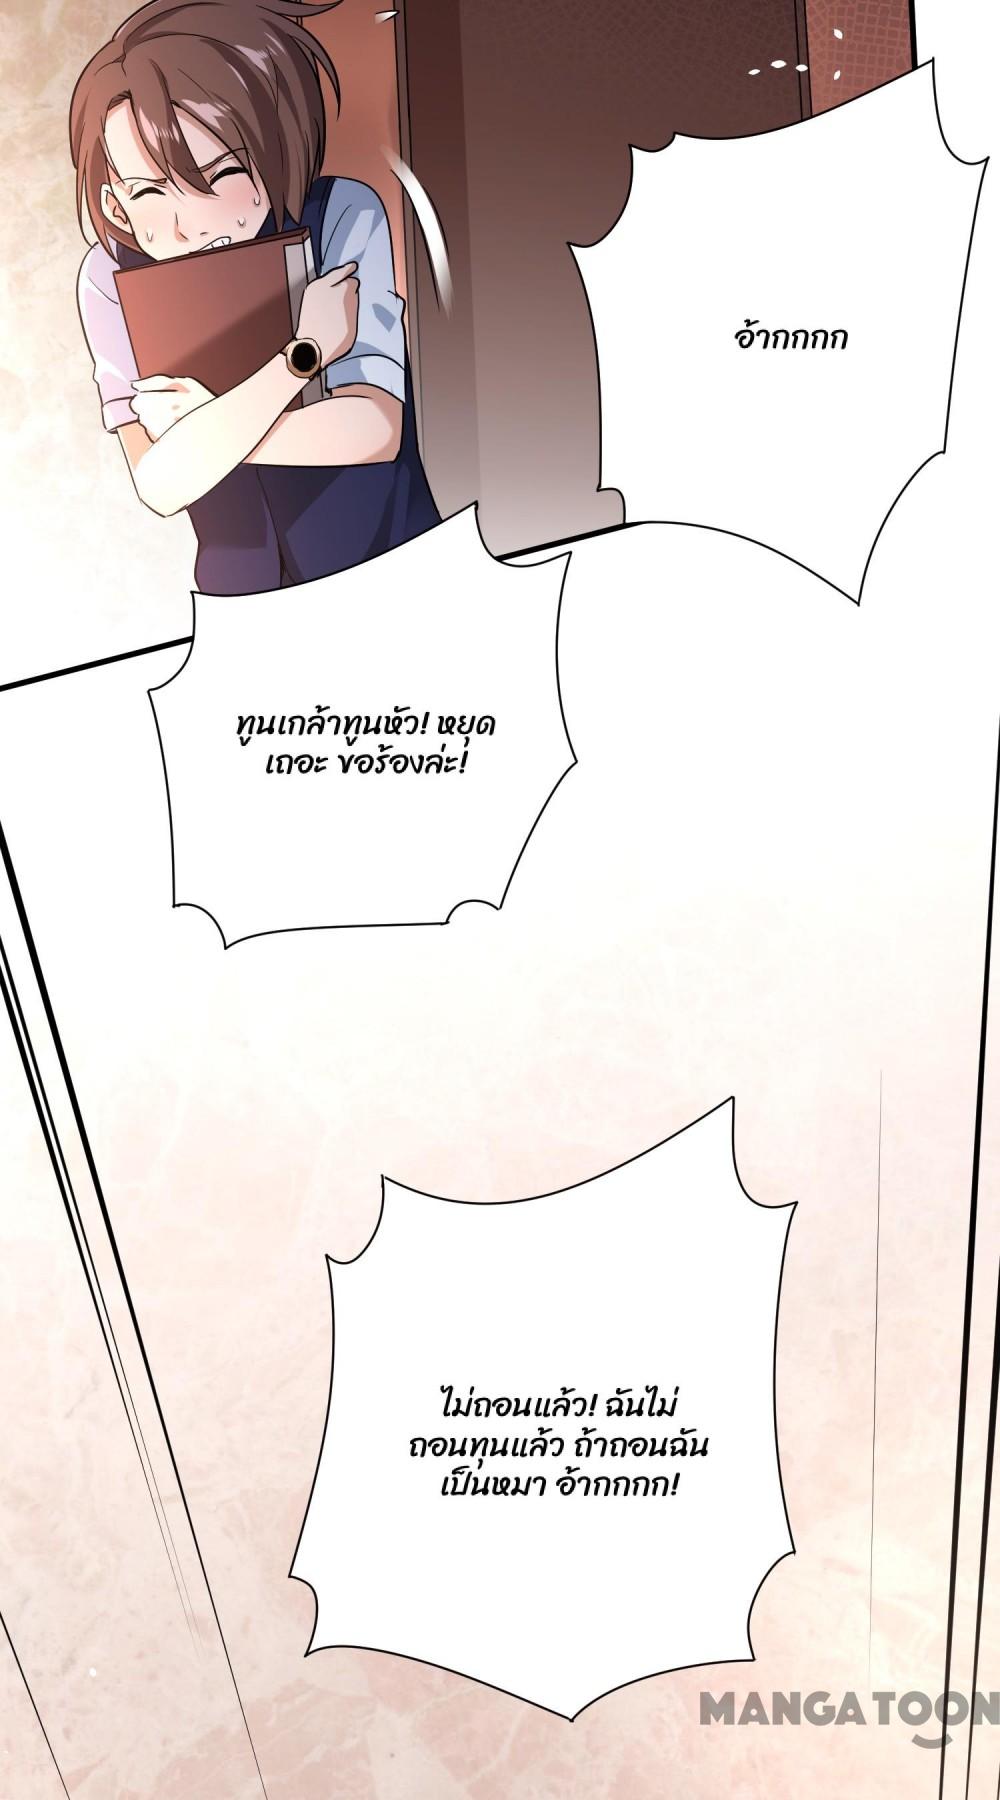 อ้ากกกก
ทูนเกล้าทูนหัว! หยุด
เถอะ ขอร้องล่ะ!
ไม่ถอนแล้ว! ฉันไม่
ถอนทุนแล้ว ถ้าถอนฉัน
เป็นหมา อ้ากกกก!
MANGATOON